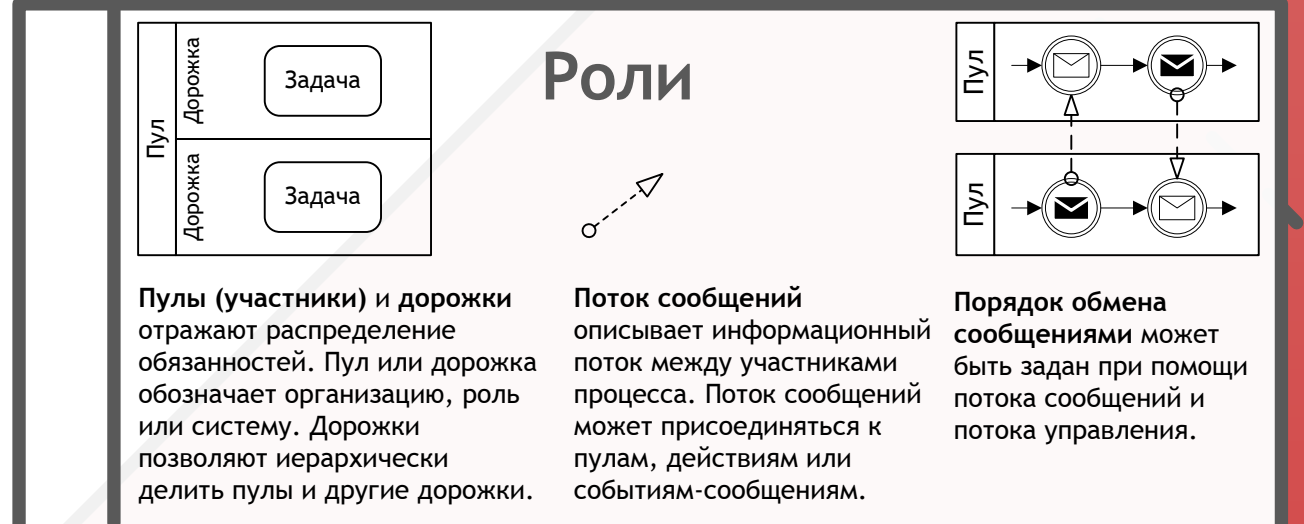 Роли
Пул
Дорожка
Задача
Дорожка
Задача
Пул
Пул
Пулы (участники) и дорожки
отражают распределение
обязанностей. Пул или дорожка
обозначает организацию, роль
или систему. Дорожки
позволяют иерархически
делить пулы и другие дорожки.
Поток сообщений
описывает информационный
поток между участниками
процесса. Поток сообщений
может присоединяться к
пулам, действиям или
событиям-сообщениям.
Порядок обмена
сообщениями может
быть задан при помощи
потока сообщений и
потока управления.